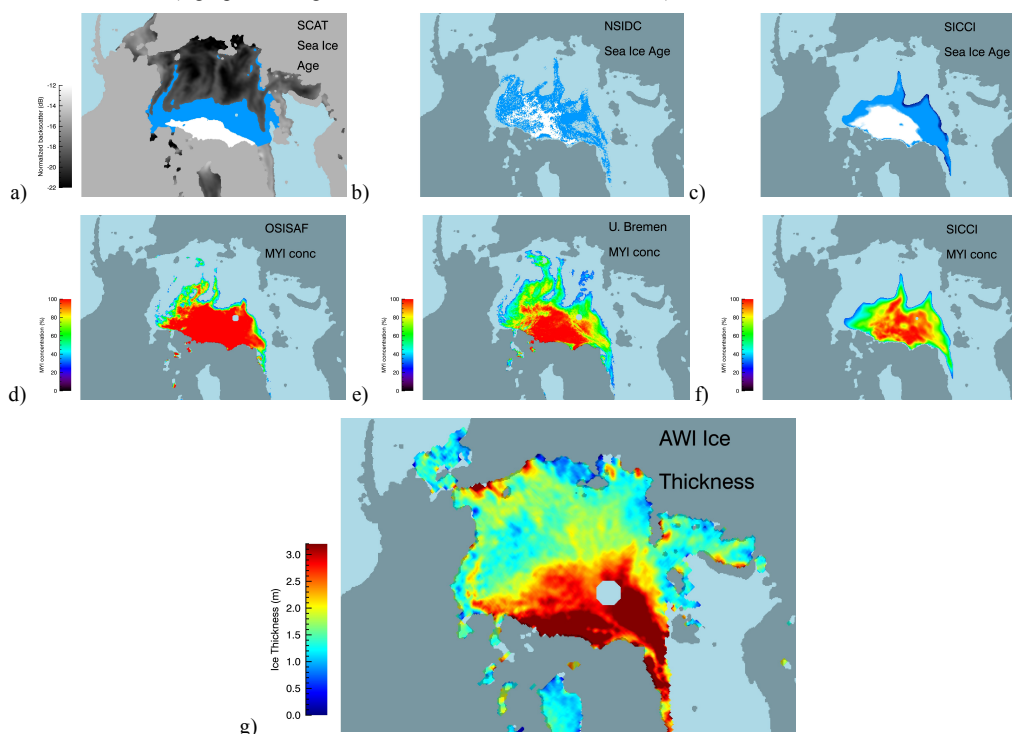 SCAT
Sea Ice
Age
Normalized backscatter (dB)
-12
-14
-16
-18
-20
-22
a)
NSIDC
Sea Ice Age
b)
SICCI
Sea Ice Age
c)
OSISAF
MYI conc
MYI concentration (%)
100
80
60
40
20
0
d)
U. Bremen
MYI conc
MYI concentration (%)
100
80
60
40
20
0
e)
SICCI
MYI conc
MYI concentration (%)
100
80
60
40
20
0
f)
AWI Ice
Thickness
Ice Thickness (m)
3.0
2.5
2.0
1.5
1.0
0.5
0.0
g)